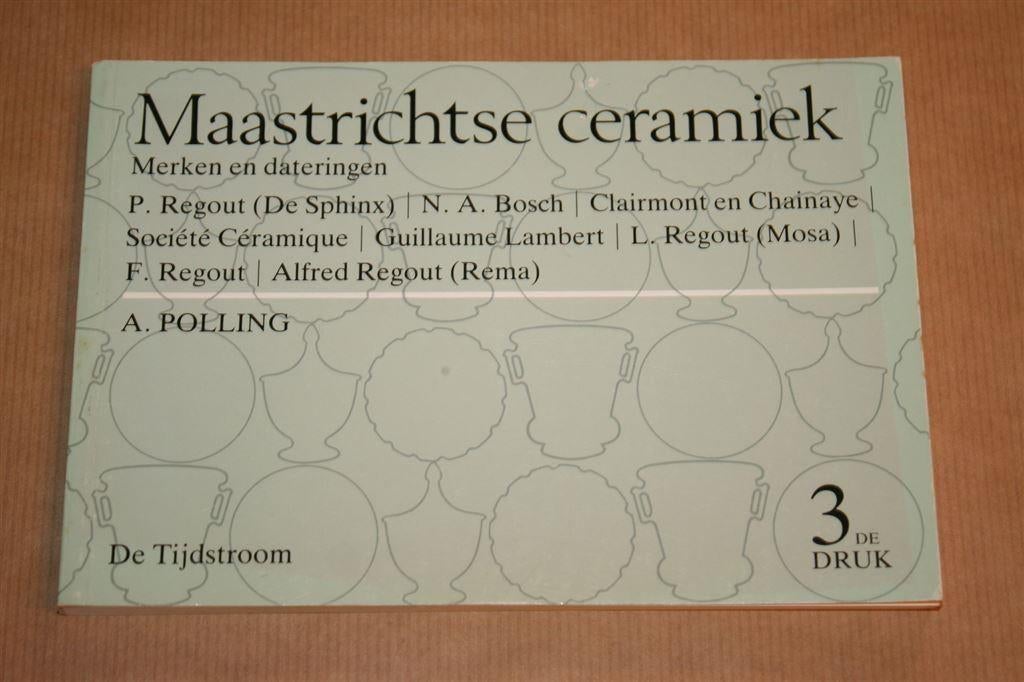 Maastrichtse ceramiek
Merken en dateringen
P. Regout (De Sphinx) | N. A. Bosch | Clairmont en Chainaye |
Société Céramique | Guillaume Lambert | L. Regout (Mosa) |
F. Regout | Alfred Regout (Rema)
A. POLLING
De Tijdstroom
3 DE
DRUK